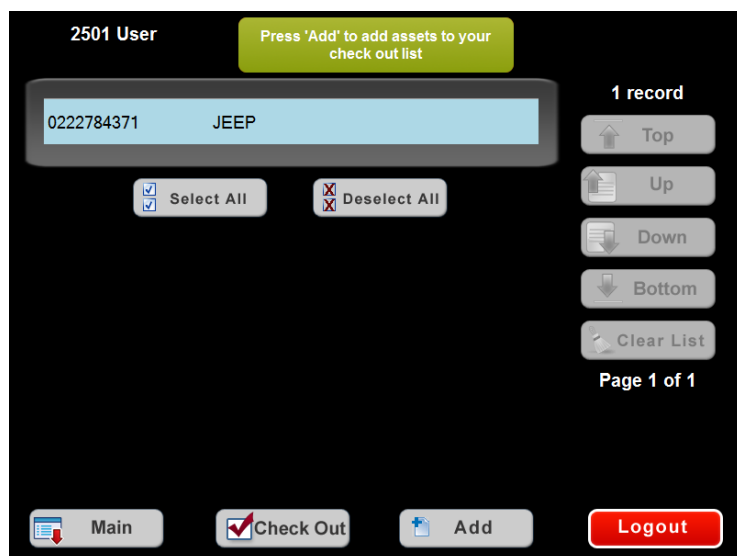 2501 User
Press 'Add' to add assets to your
check out list
1 record
0222784371 JEEP
Top
Select All
Deselect All
Up
Down
Bottom
Clear List
Page 1 of 1
Main
Check Out
Add
Logout